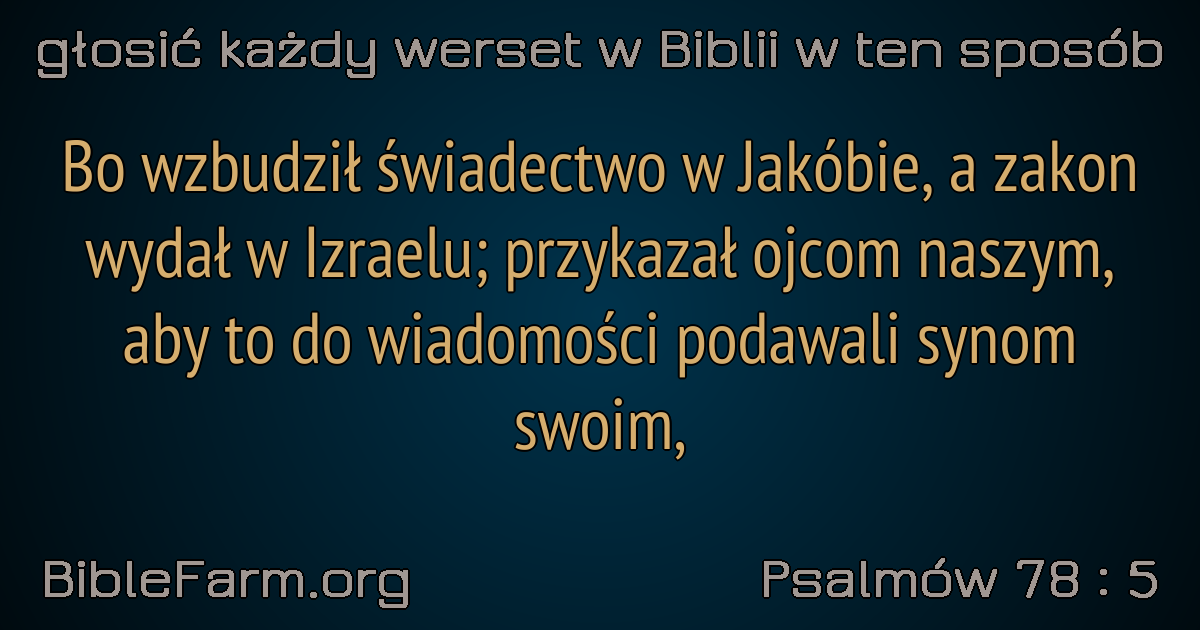 głosić każdy werset w Biblii w ten sposób
Bo wzbudził świadectwo w Jakóbie, a zakon
wydał w Izraelu; przykazał ojcom naszym,
aby to do wiadomości podawali synom
swoim,
BibleFarm.org
Psalmów 78 : 5